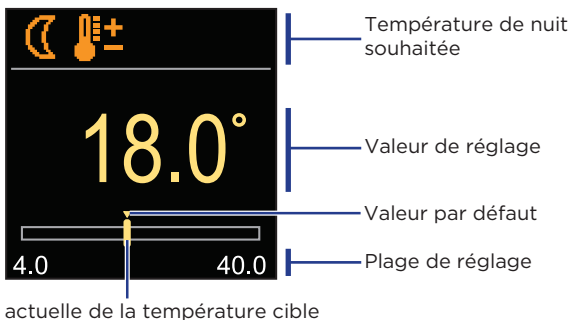 Température de nuit
souhaitée
18.0°
Valeur de réglage
Valeur par défaut
4.0 40.0
Plage de réglage
actuelle de la température cible